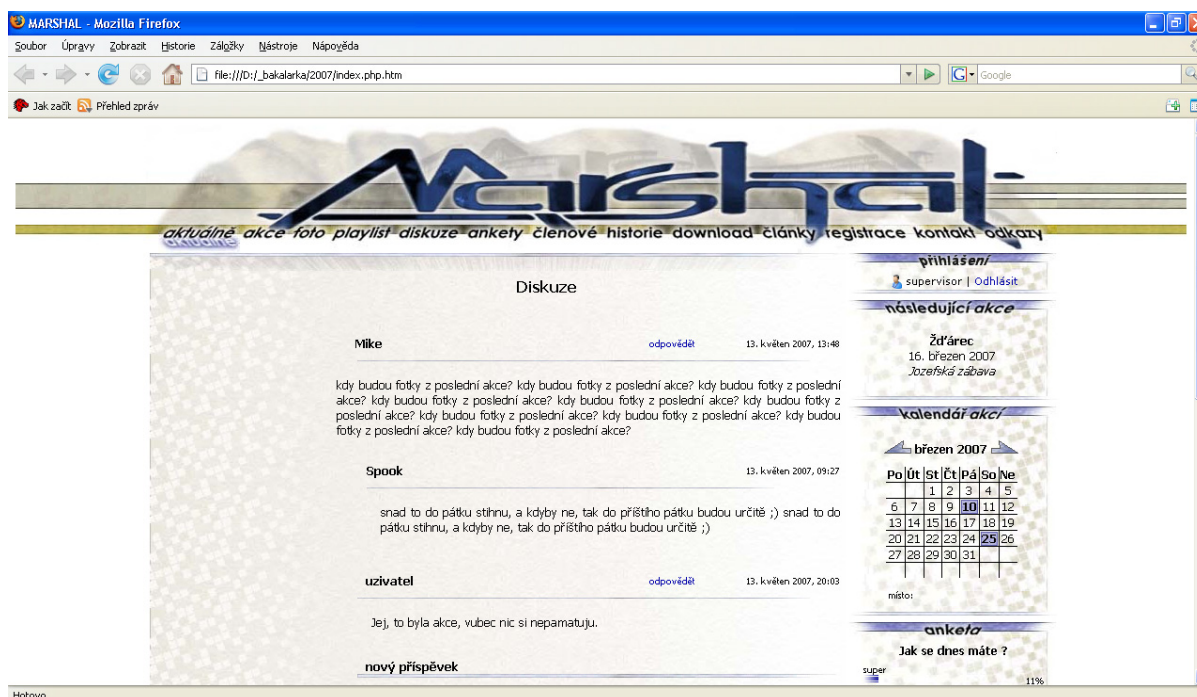 MARSHAL - Mozilla Firefox
Soubor Úpravy Zobrazit Historie Záložky Nástroje Nápověda
file:///D:/_bakalarka/2007/index.php.htm
G Google
Jak začít Přehled zpráv
Marshal
aktuálně akce foto playlist diskuze ankety členové historie download články registrace kontakt odkazy
aktuálně
Diskuze
Mike odpovědět 13. květen 2007, 13:48
kdy budou fotky z poslední akce? kdy budou fotky z poslední akce? kdy budou fotky z poslední
akce? kdy budou fotky z poslední akce? kdy budou fotky z poslední akce? kdy budou fotky z
poslední akce? kdy budou fotky z poslední akce? kdy budou fotky z poslední akce? kdy budou
fotky z poslední akce? kdy budou fotky z poslední akce?
Spook 13. květen 2007, 09:27
snad to do pátku stihnu, a kdyby ne, tak do příštího pátku budou určitě ;) snad to do
pátku stihnu, a kdyby ne, tak do příštího pátku budou určitě ;)
uzivatel odpovědět 13. květen 2007, 20:03
Jej, to byla akce, vubec nic si nepamatuju.
nový příspěvek
přihlášení
supervisor | Odhlásit
následující akce
Žďárec
16. březen 2007
Jozefská zábava
kalendář akcí
březen 2007
Po Út St Čt Pá So Ne
1 2 3 4 5
6 7 8 9 10 11 12
13 14 15 16 17 18 19
20 21 22 23 24 25 26
27 28 29 30 31
místo:
anketa
Jak se dnes máte ?
super
11%
Hotovo